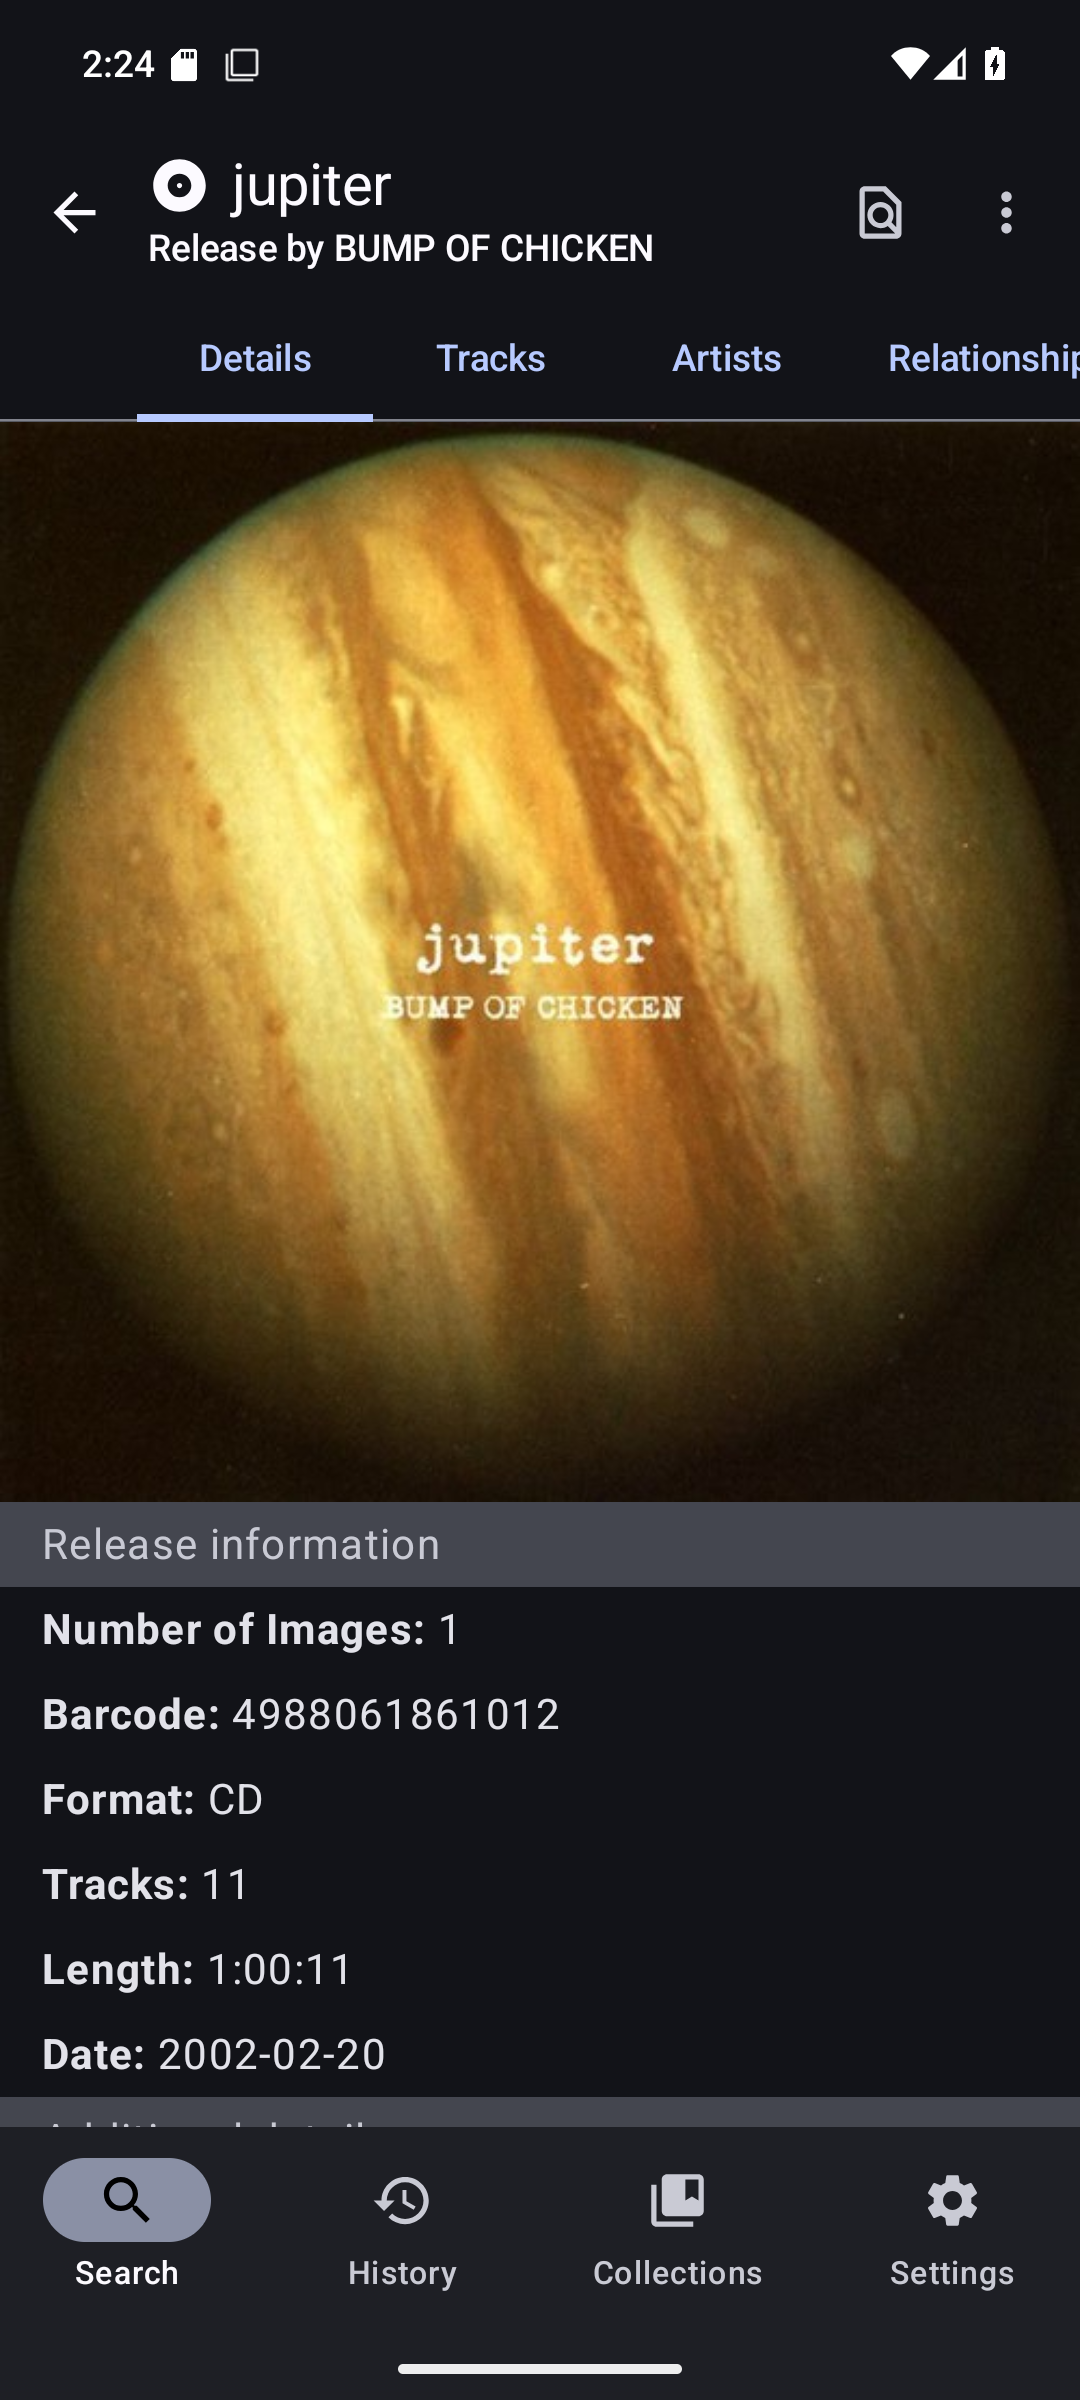 2:24
jupiter
Release by BUMP OF CHICKEN
Details Tracks Artists Relationship
jupiter
BUMP OF CHICKEN
Release information
Number of Images: 1
Barcode: 4988061861012
Format: CD
Tracks: 11
Length: 1:00:11
Date: 2002-02-20
Search History Collections Settings